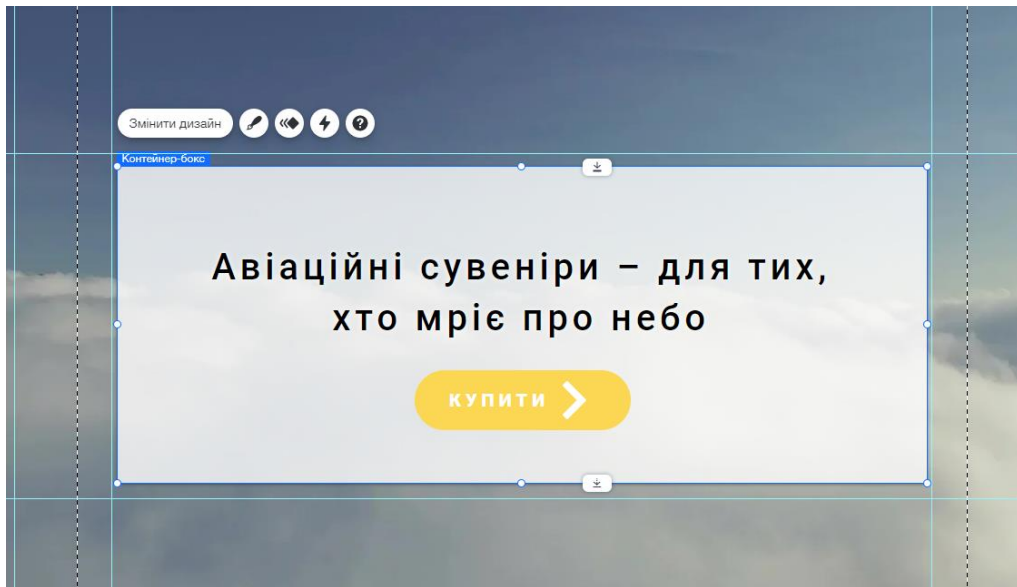 Змінити дизайн
Контейнер-бокс
Авіаційні сувеніри – для тих,
хто мріє про небо
КУПИТИ